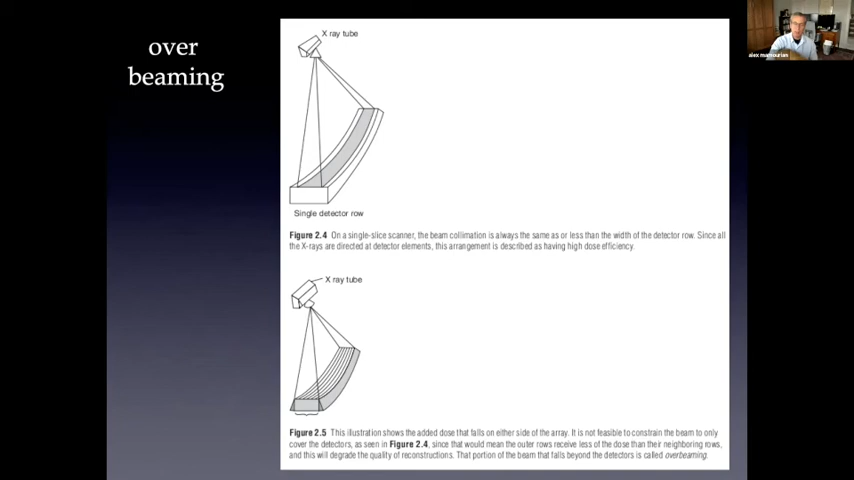 over
beaming
X ray tube
Single detector row
Figure 2.4 On a single-slice scanner, the beam collimation is always the same as or less than the width of the detector row. Since all
the X-rays are directed at detector elements, this arrangement is described as having high dose efficiency.
X ray tube
Figure 2.5 This illustration shows the added dose that falls on either side of the array. It is not feasible to constrain the beam to only
cover the detectors, as seen in Figure 2.4, since that would mean the outer rows receive less of the dose than their neighboring rows,
and this will degrade the quality of reconstructions. That portion of the beam that falls beyond the detectors is called overbeaming.
alex mamourian